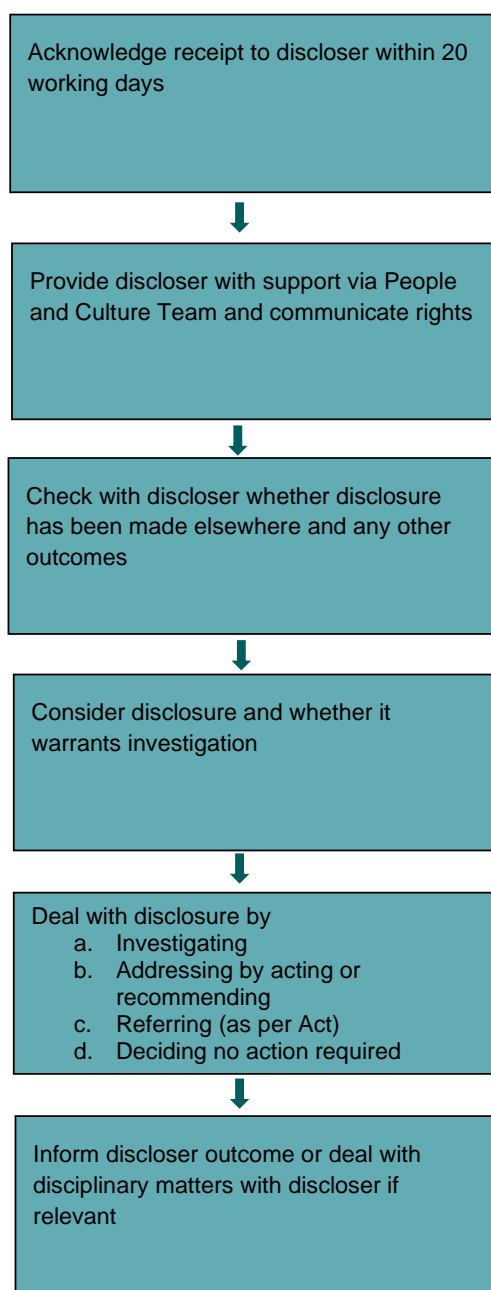 Acknowledge receipt to discloser within 20
working days
Provide discloser with support via People
and Culture Team and communicate rights
Check with discloser whether disclosure
has been made elsewhere and any other
outcomes
Consider disclosure and whether it
warrants investigation
Deal with disclosure by
a. Investigating
b. Addressing by acting or
recommending
c. Referring (as per Act)
d. Deciding no action required
Inform discloser outcome or deal with
disciplinary matters with discloser if
relevant